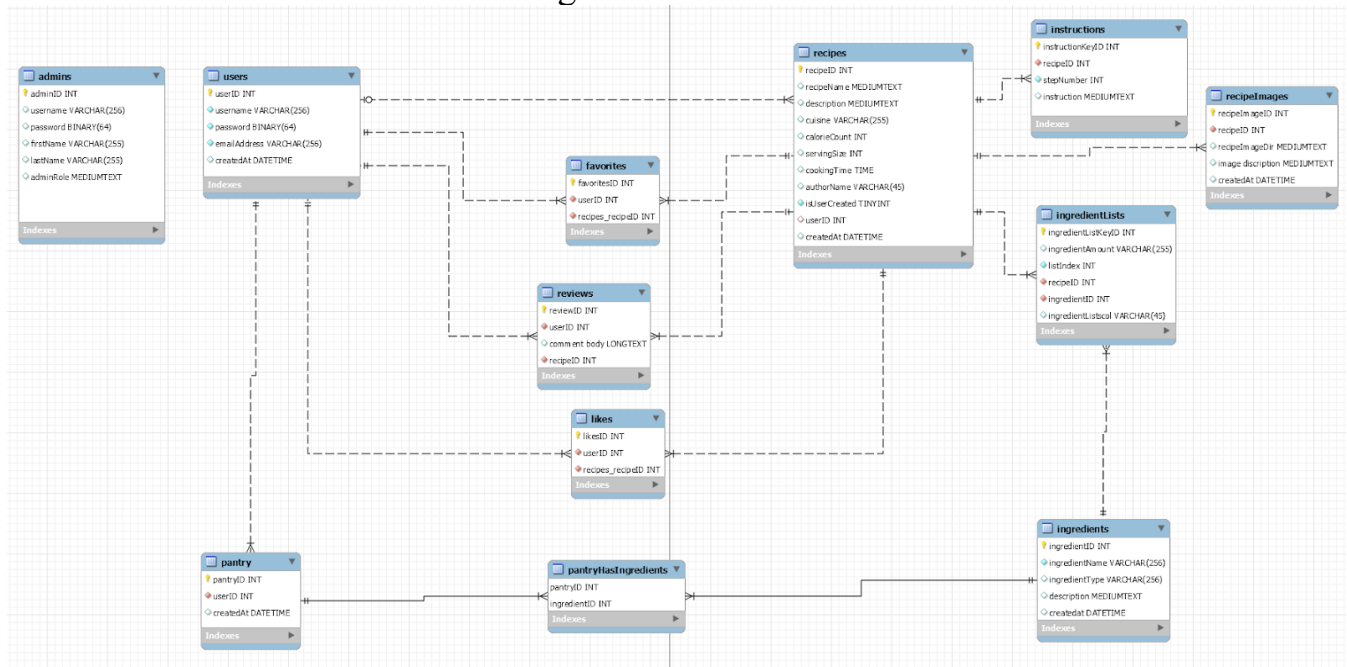 admins
adminID INT
username VARCHAR(256)
password BINARY(64)
firstName VARCHAR(255)
lastName VARCHAR(255)
adminRole MEDIUMTEXT
Indexes
users
userID INT
username VARCHAR(256)
password BINARY(64)
emailAddress VARCHAR(256)
createdAt DATETIME
Indexes
favorites
favoritesID INT
userID INT
recipes_recipeID INT
Indexes
reviews
reviewID INT
userID INT
comment body LONGTEXT
recipeID INT
Indexes
likes
likesID INT
userID INT
recipes_recipeID INT
Indexes
recipes
recipeID INT
recipeName MEDIUMTEXT
description MEDIUMTEXT
cuisine VARCHAR(255)
calorieCount INT
servingSize INT
cookingTime TIME
authorName VARCHAR(45)
isUserCreated TINYINT
userID INT
createdAt DATETIME
Indexes
instructions
instructionKeyID INT
recipeID INT
stepNumber INT
instruction MEDIUMTEXT
Indexes
recipeImages
recipeImageID INT
recipeID INT
recipeImageDir MEDIUMTEXT
image discription MEDIUMTEXT
createdAt DATETIME
Indexes
ingredientLists
ingredientListKeyID INT
ingredientAmount VARCHAR(255)
listIndex INT
recipeID INT
ingredientID INT
ingredientListscol VARCHAR(45)
Indexes
pantry
pantryID INT
userID INT
createdAt DATETIME
Indexes
pantryHasIngredients
pantryID INT
ingredientID INT
Indexes
ingredients
ingredientID INT
ingredientName VARCHAR(256)
ingredientType VARCHAR(256)
description MEDIUMTEXT
createdat DATETIME
Indexes